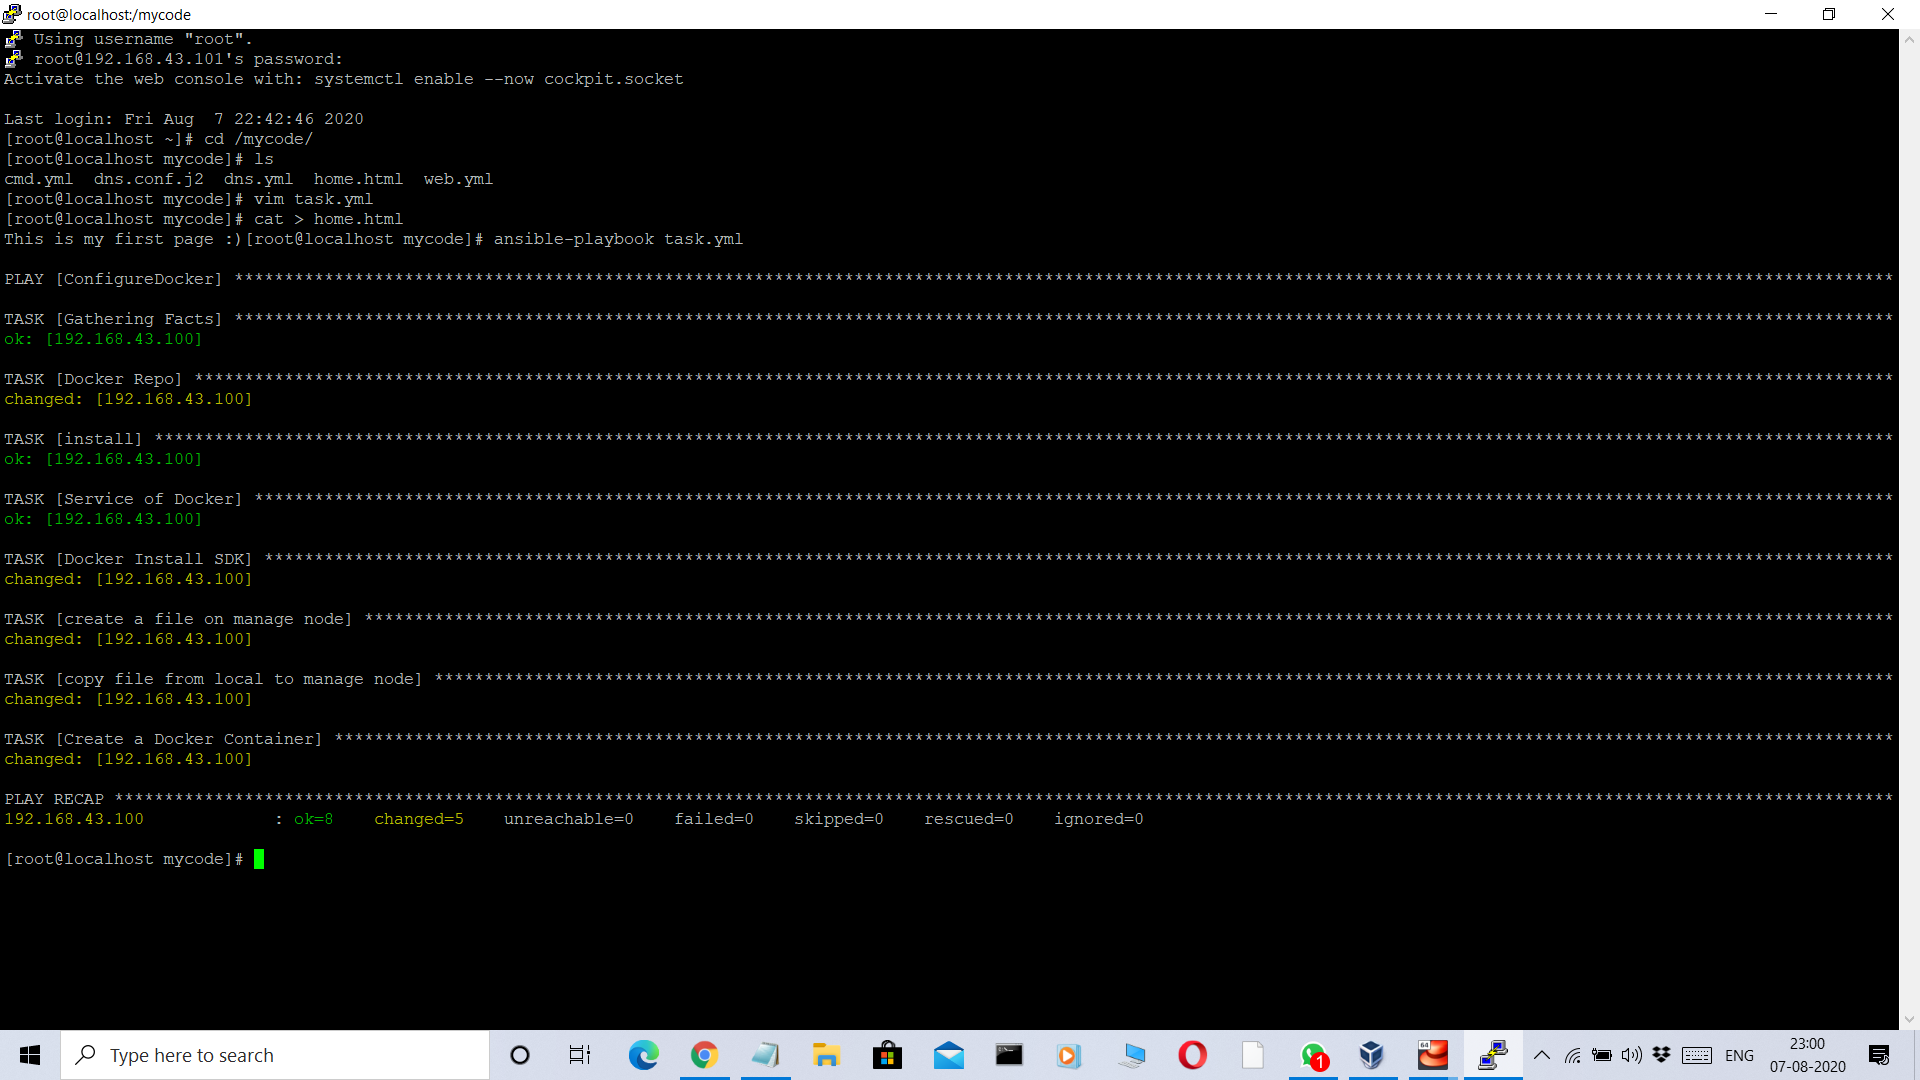 root@localhost:/mycode
Using username "root".
root@192.168.43.101's password:
Activate the web console with: systemctl enable --now cockpit.socket
Last login: Fri Aug  7 22:42:46 2020
[root@localhost ~]# cd /mycode/
[root@localhost mycode]# ls
cmd.yml  dns.conf.j2  dns.yml  home.html  web.yml
[root@localhost mycode]# vim task.yml
[root@localhost mycode]# cat > home.html
This is my first page :)[root@localhost mycode]# ansible-playbook task.yml
PLAY [ConfigureDocker] **********************************************************************************************************************************************************************
TASK [Gathering Facts] **********************************************************************************************************************************************************************
ok: [192.168.43.100]
TASK [Docker Repo] **************************************************************************************************************************************************************************
changed: [192.168.43.100]
TASK [install] ******************************************************************************************************************************************************************************
ok: [192.168.43.100]
TASK [Service of Docker] ********************************************************************************************************************************************************************
ok: [192.168.43.100]
TASK [Docker Install SDK] *******************************************************************************************************************************************************************
changed: [192.168.43.100]
TASK [create a file on manage node] *********************************************************************************************************************************************************
changed: [192.168.43.100]
TASK [copy file from local to manage node] **************************************************************************************************************************************************
changed: [192.168.43.100]
TASK [Create a Docker Container] ************************************************************************************************************************************************************
changed: [192.168.43.100]
PLAY RECAP **********************************************************************************************************************************************************************************
192.168.43.100             : ok=8    changed=5    unreachable=0    failed=0    skipped=0    rescued=0    ignored=0
[root@localhost mycode]#
Type here to search
64
1
ENG
23:00
07-08-2020